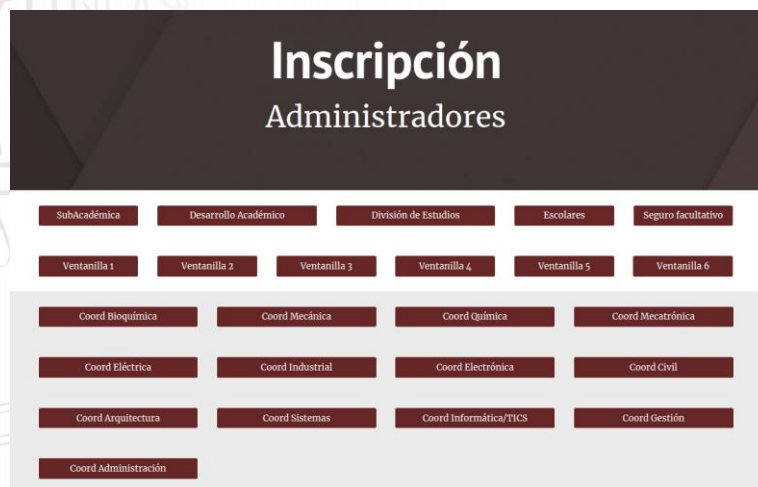 Inscripción
Administradores
SubAcadémica Desarrollo Académico División de Estudios Escolares Seguro facultativo
Ventanilla 1 Ventanilla 2 Ventanilla 3 Ventanilla 4 Ventanilla 5 Ventanilla 6
Coord Bioquímica Coord Mecánica Coord Química Coord Mecatrónica
Coord Eléctrica Coord Industrial Coord Electrónica Coord Civil
Coord Arquitectura Coord Sistemas Coord Informática/TICS Coord Gestión
Coord Administración